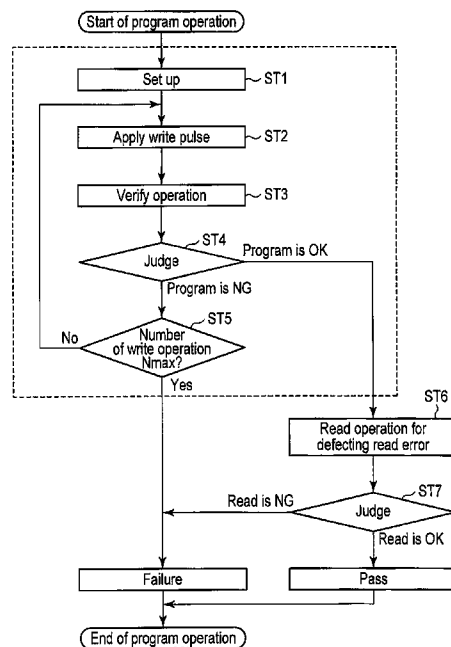 Start of program operation
Set up
ST1
Apply write pulse
ST2
Verify operation
ST3
ST4
Judge
Program is OK
Program is NG
ST5
Number
of write operation
Nmax?
No
Yes
ST6
Read operation for
defecting read error
ST7
Judge
Read is NG
Read is OK
Failure
Pass
End of program operation